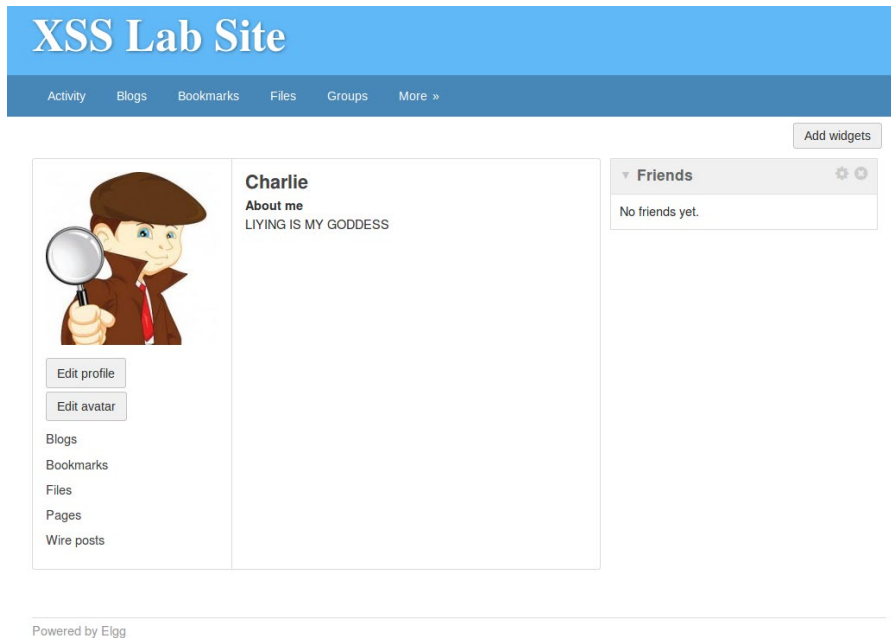 XSS Lab Site
Activity Blogs Bookmarks Files Groups More »
Add widgets
Charlie
About me
LIYING IS MY GODDESS
Friends
No friends yet.
Edit profile
Edit avatar
Blogs
Bookmarks
Files
Pages
Wire posts
Powered by Elgg